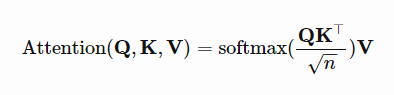 Attention(Q, K, V) = softmax(QK⊤/√n)V